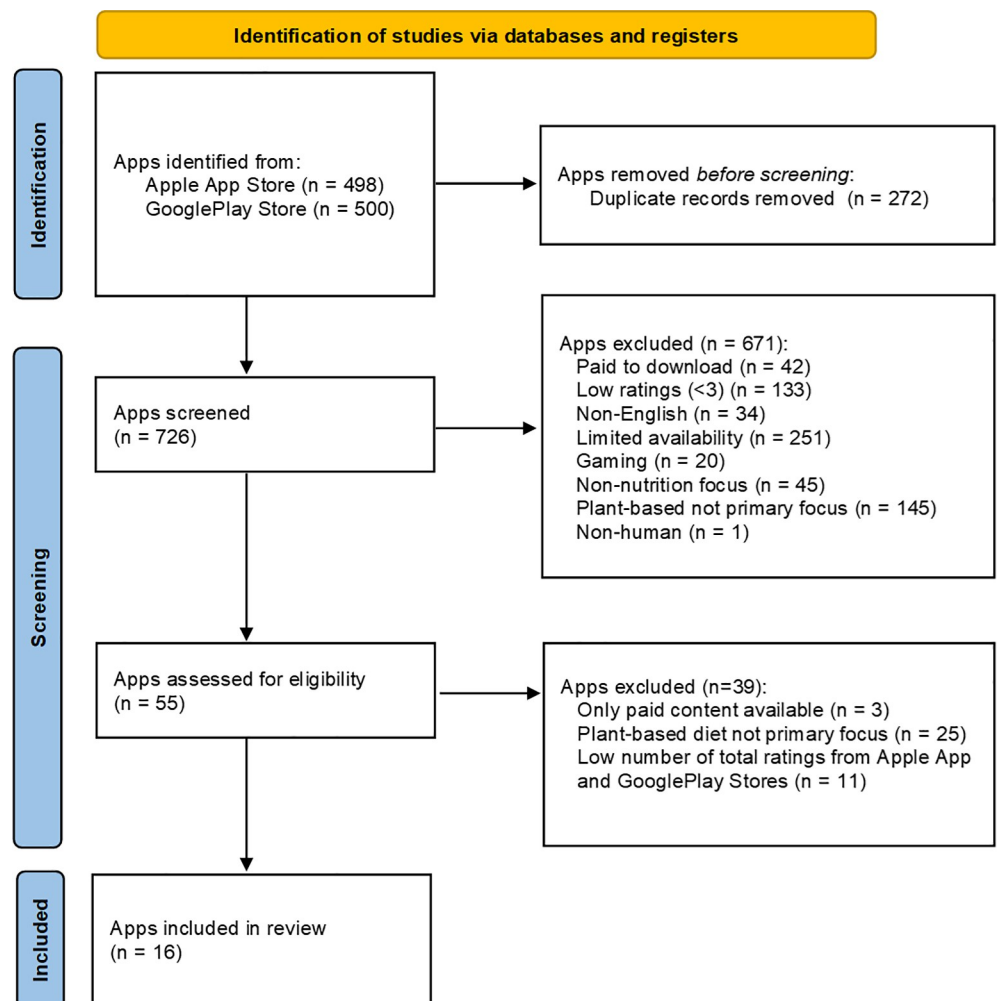 Identification of studies via databases and registers
Identification
Apps identified from:
Apple App Store (n = 498)
GooglePlay Store (n = 500)
Apps removed before screening:
Duplicate records removed (n = 272)
Screening
Apps screened
(n = 726)
Apps excluded (n = 671):
Paid to download (n = 42)
Low ratings (<3) (n = 133)
Non-English (n = 34)
Limited availability (n = 251)
Gaming (n = 20)
Non-nutrition focus (n = 45)
Plant-based not primary focus (n = 145)
Non-human (n = 1)
Apps assessed for eligibility
(n = 55)
Apps excluded (n=39):
Only paid content available (n = 3)
Plant-based diet not primary focus (n = 25)
Low number of total ratings from Apple App
and GooglePlay Stores (n = 11)
Included
Apps included in review
(n = 16)